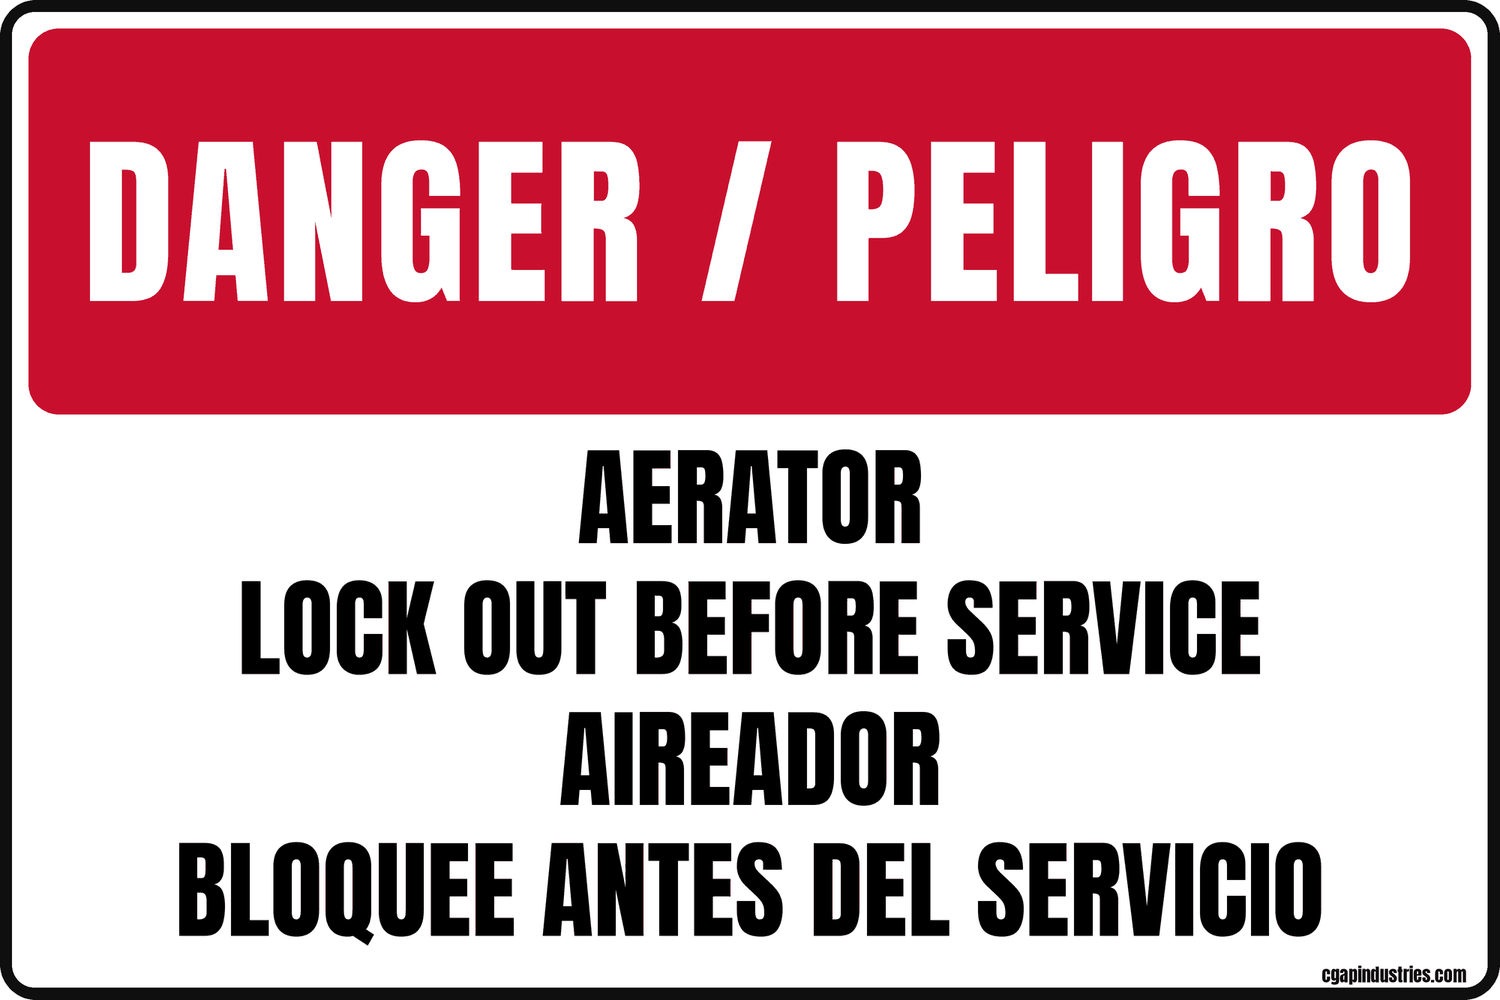 DANGER / PELIGRO
AERATOR
LOCK OUT BEFORE SERVICE
AIREADOR
BLOQUEE ANTES DEL SERVICIO
cgapindustries.com